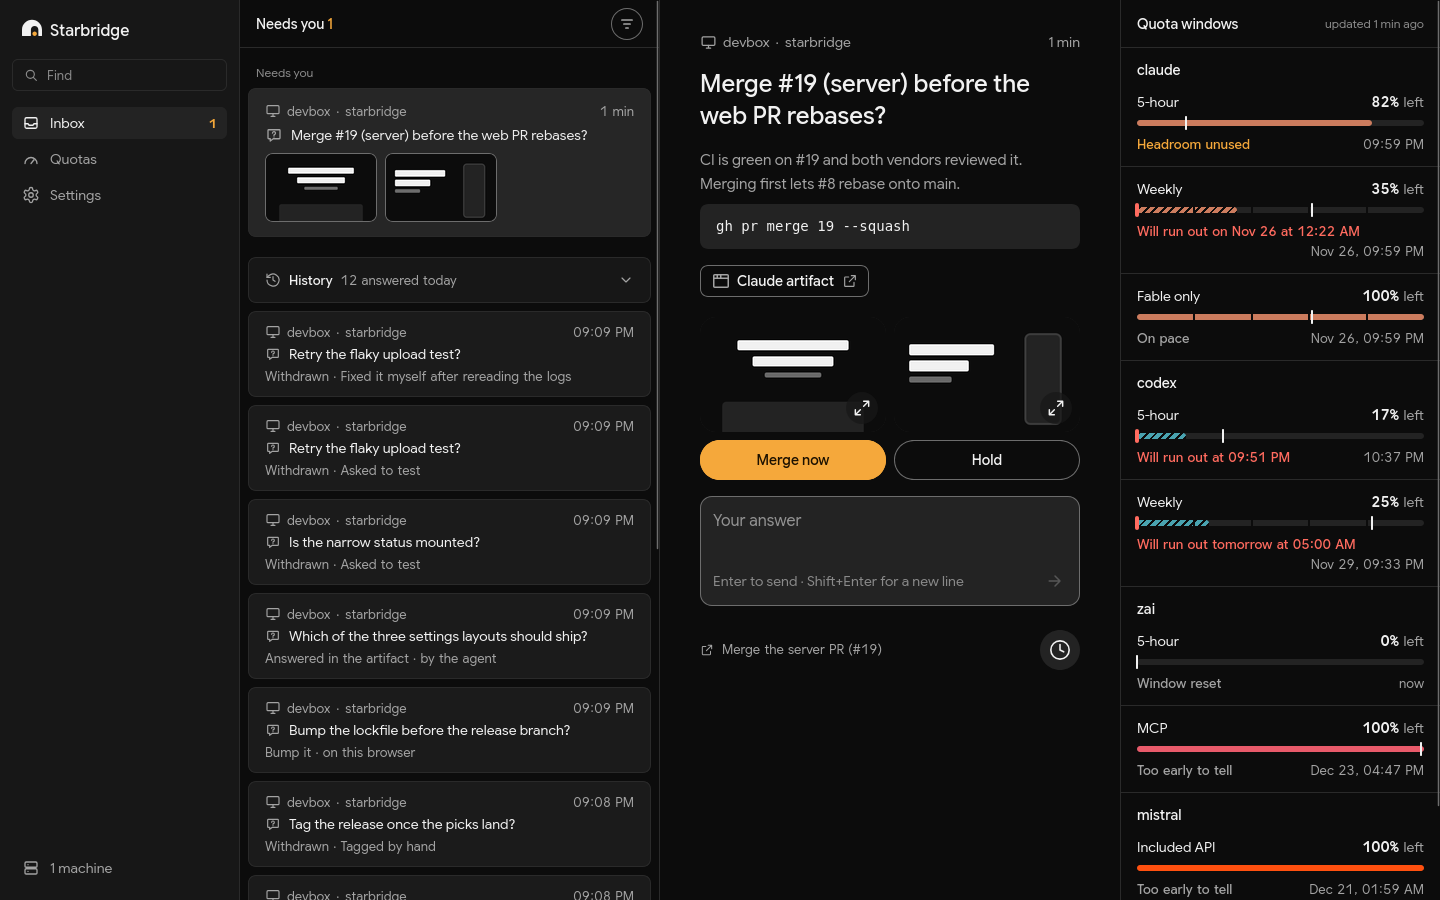 Starbridge
Find
Inbox 1
Quotas
Settings
1 machine
Needs you 1
Needs you
devbox · starbridge 1 min
Merge #19 (server) before the web PR rebases?
History 12 answered today
devbox · starbridge 09:09 PM
Retry the flaky upload test?
Withdrawn · Fixed it myself after rereading the logs
devbox · starbridge 09:09 PM
Retry the flaky upload test?
Withdrawn · Asked to test
devbox · starbridge 09:09 PM
Is the narrow status mounted?
Withdrawn · Asked to test
devbox · starbridge 09:09 PM
Which of the three settings layouts should ship?
Answered in the artifact · by the agent
devbox · starbridge 09:09 PM
Bump the lockfile before the release branch?
Bump it · on this browser
devbox · starbridge 09:08 PM
Tag the release once the picks land?
Withdrawn · Tagged by hand
devbox · starbridge 09:08 PM
devbox · starbridge 1 min
Merge #19 (server) before the
web PR rebases?
CI is green on #19 and both vendors reviewed it.
Merging first lets #8 rebase onto main.
gh pr merge 19 --squash
Claude artifact
Merge now
Hold
Your answer
Enter to send · Shift+Enter for a new line
Merge the server PR (#19)
Quota windows updated 1 min ago
claude
5-hour 82% left
Headroom unused 09:59 PM
Weekly 35% left
Will run out on Nov 26 at 12:22 AM
Nov 26, 09:59 PM
Fable only 100% left
On pace Nov 26, 09:59 PM
codex
5-hour 17% left
Will run out at 09:51 PM 10:37 PM
Weekly 25% left
Will run out tomorrow at 05:00 AM
Nov 29, 09:33 PM
zai
5-hour 0% left
Window reset now
MCP 100% left
Too early to tell Dec 23, 04:47 PM
mistral
Included API 100% left
Too early to tell Dec 21, 01:59 AM